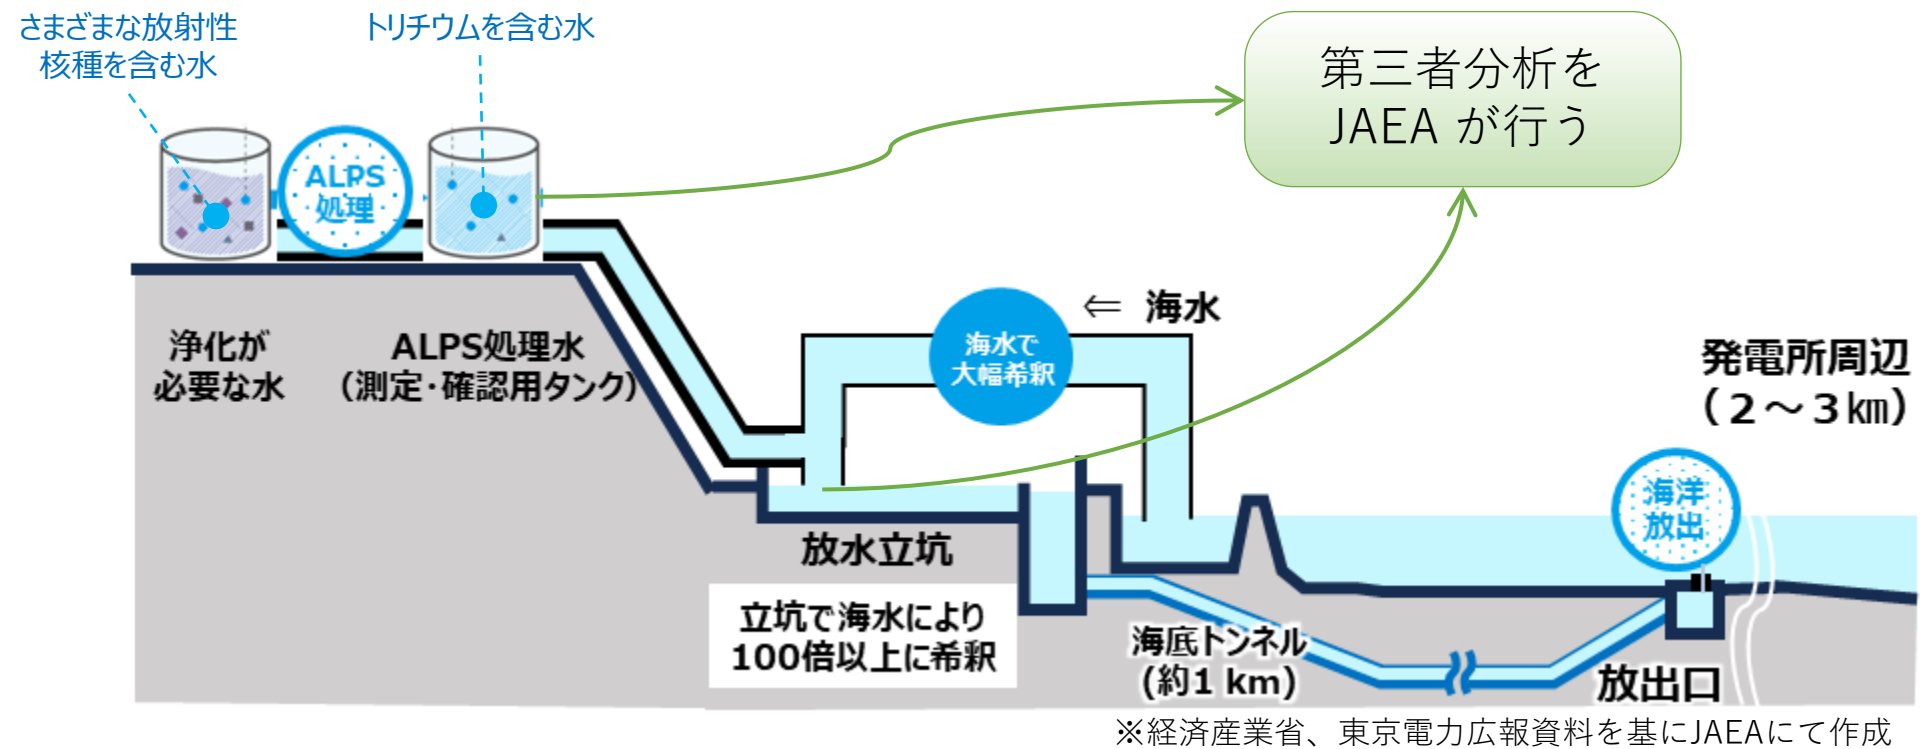 さまざまな放射性
核種を含む水
トリチウムを含む水
第三者分析を
JAEA が行う
ALPS
処理
浄化が
必要な水
ALPS処理水
（測定・確認用タンク）
海水で
大幅希釈
⇐ 海水
発電所周辺
（２～３㎞）
海洋
放出
放水立坑
立坑で海水により
100倍以上に希釈
海底トンネル
(約1 km)
放出口
※経済産業省、東京電力広報資料を基にJAEAにて作成